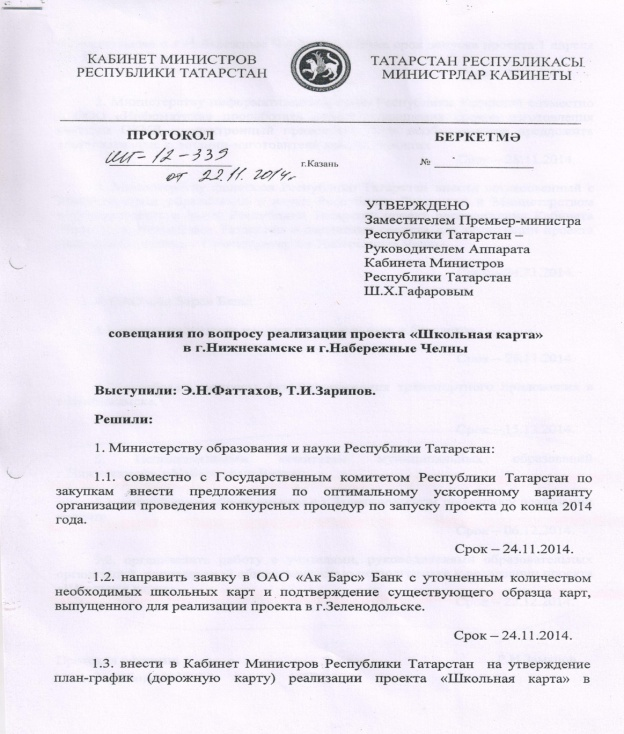 КАБИНЕТ МИНИСТРОВ
РЕСПУБЛИКИ ТАТАРСТАН
ТАТАРСТАН РЕСПУБЛИКАСЫ
МИНИСТРЛАР КАБИНЕТЫ
ПРОТОКОЛ
БЕРКЕТМӘ
ШГ-12-339
г.Казань
№
от 22.11.2014г
УТВЕРЖДЕНО
Заместителем Премьер-министра
Республики Татарстан –
Руководителем Аппарата
Кабинета Министров
Республики Татарстан
Ш.Х.Гафаровым
совещания по вопросу реализации проекта «Школьная карта»
в г.Нижнекамске и г.Набережные Челны
Выступили: Э.Н.Фаттахов, Т.И.Зарипов.
Решили:
1. Министерству образования и науки Республики Татарстан:
1.1. совместно с Государственным комитетом Республики Татарстан по
закупкам внести предложения по оптимальному ускоренному варианту
организации проведения конкурсных процедур по запуску проекта до конца 2014
года.
Срок – 24.11.2014.
1.2. направить заявку в ОАО «Ак Барс» Банк с уточненным количеством
необходимых школьных карт и подтверждение существующего образца карт,
выпущенного для реализации проекта в г.Зеленодольске.
Срок – 24.11.2014.
1.3. внести в Кабинет Министров Республики Татарстан на утверждение
план-график (дорожную карту) реализации проекта «Школьная карта» в